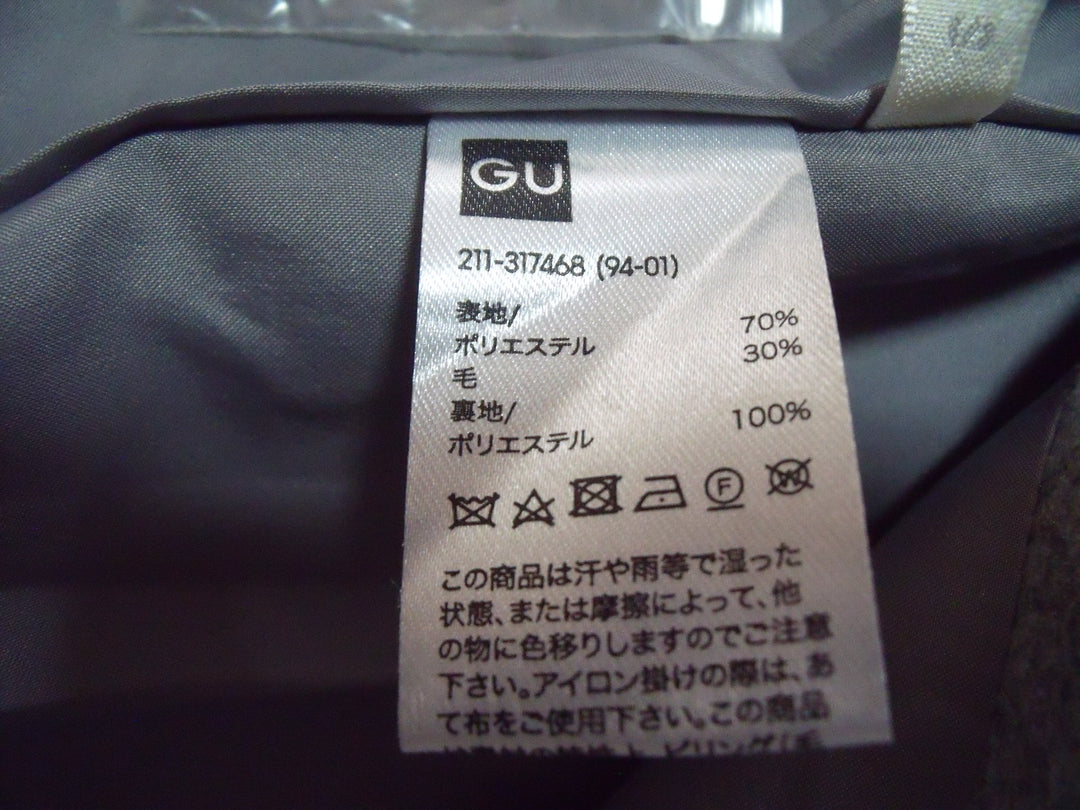 GU
211-317468 (94-01)
表地/
ポリエステル 70%
毛 30%
裏地/
ポリエステル 100%
F
W
この商品は汗や雨等で湿った
状態、または摩擦によって、他
の物に色移りしますのでご注意
下さい。アイロン掛けの際は、あ
て布をご使用下さい。この商品